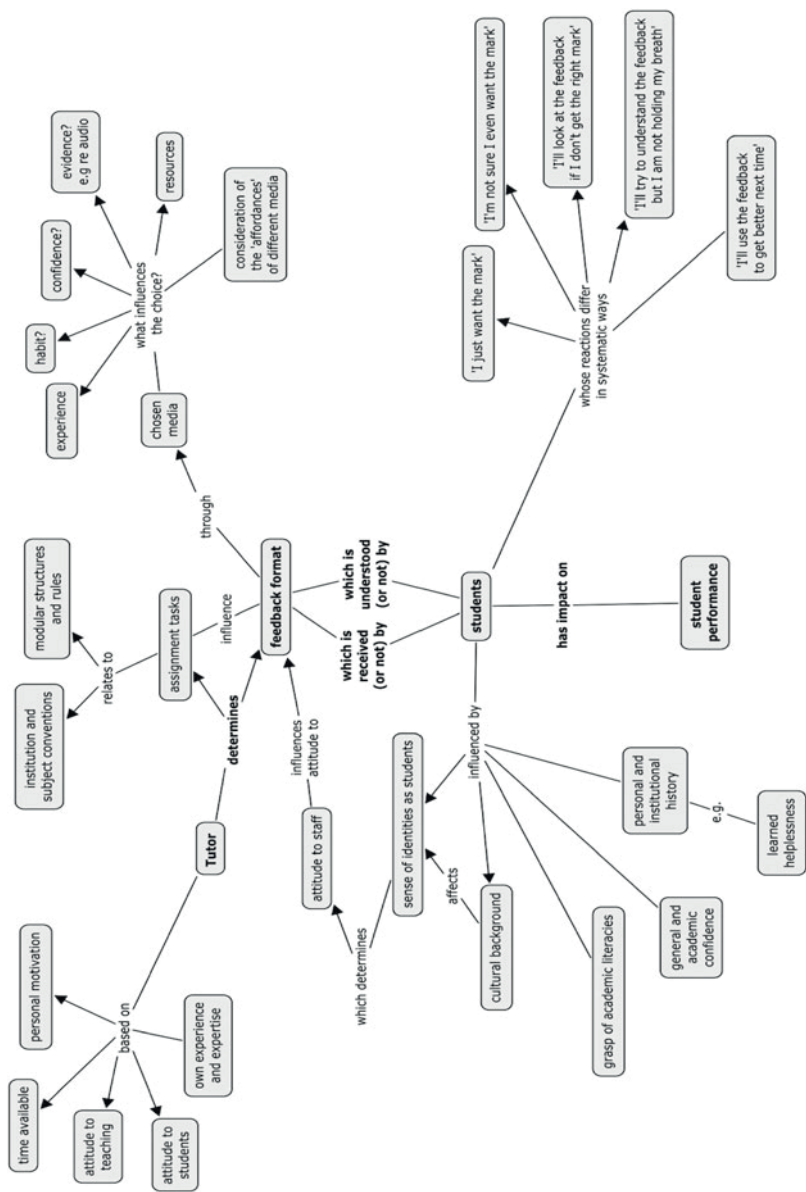 time available
personal motivation
attitude to
teaching
based on
attitude to
students
own experience
and expertise
Tutor
determines
institution and
subject conventions
modular structures
and rules
relates to
assignment tasks
influence
feedback format
through
chosen
media
what influences
the choice?
experience
habit?
confidence?
evidence?
e.g re audio
resources
consideration of
the 'affordances'
of different media
which is
received
(or not) by
which is
understood
(or not) by
students
influences
attitude to
attitude to staff
which determines
sense of identities as students
affects
cultural background
influenced by
grasp of academic literacies
general and
academic
confidence
personal and
institutional
history
e.g.
learned
helplessness
has impact on
student
performance
whose reactions differ
in systematic ways
'I just want the mark'
'I'm not sure I even want the mark'
'I'll look at the feedback
if I don't get the right mark'
'I'll try to understand the feedback
but I am not holding my breath'
'I'll use the feedback
to get better next time'